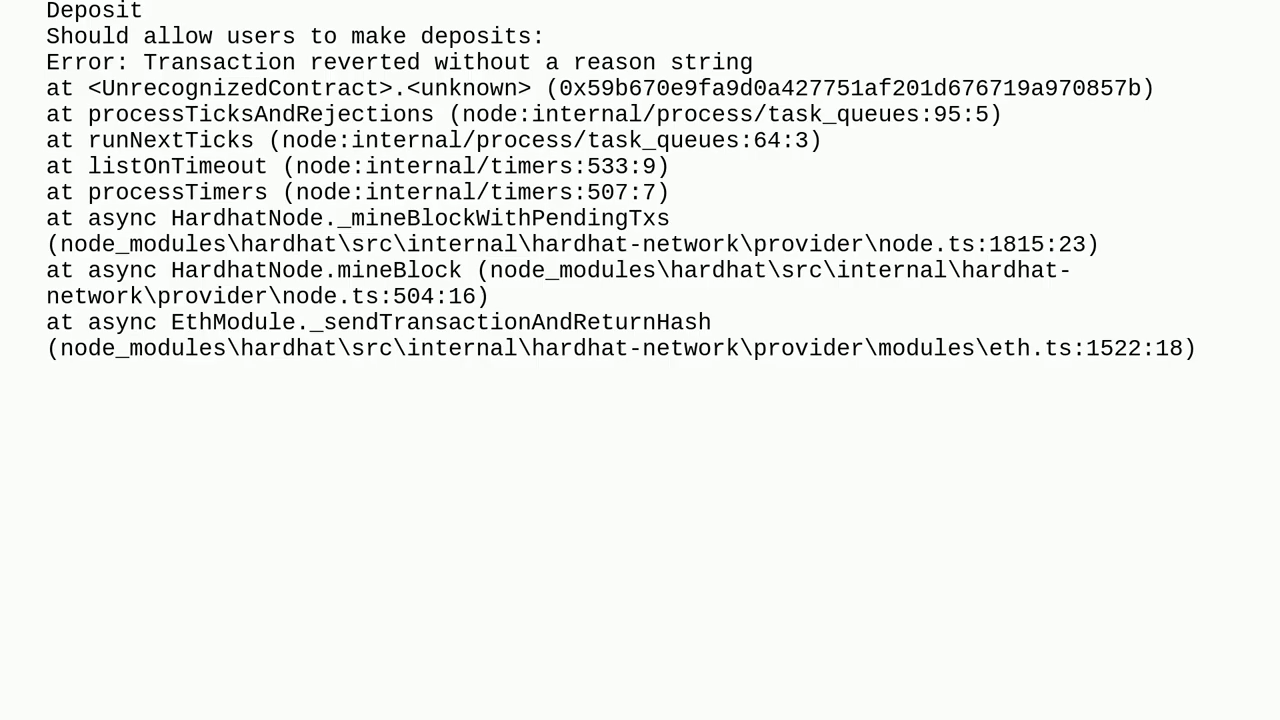 Deposit
Should allow users to make deposits:
Error: Transaction reverted without a reason string
at <UnrecognizedContract>.<unknown> (0x59b670e9fa9d0a427751af201d676719a970857b)
at processTicksAndRejections (node:internal/process/task_queues:95:5)
at runNextTicks (node:internal/process/task_queues:64:3)
at listOnTimeout (node:internal/timers:533:9)
at processTimers (node:internal/timers:507:7)
at async HardhatNode._mineBlockWithPendingTxs
(node_modules\hardhat\src\internal\hardhat-network\provider\node.ts:1815:23)
at async HardhatNode.mineBlock (node_modules\hardhat\src\internal\hardhat-
network\provider\node.ts:504:16)
at async EthModule._sendTransactionAndReturnHash
(node_modules\hardhat\src\internal\hardhat-network\provider\modules\eth.ts:1522:18)